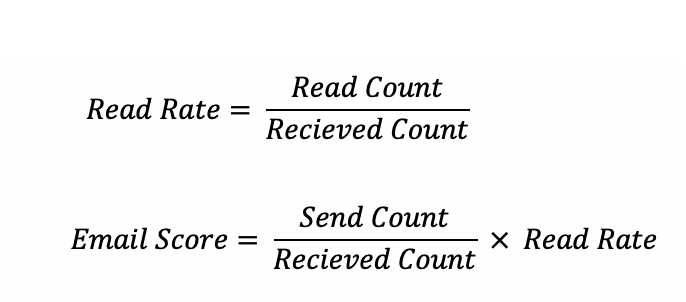 Read Rate = Read Count / Recieved Count
Email Score = Send Count / Recieved Count × Read Rate